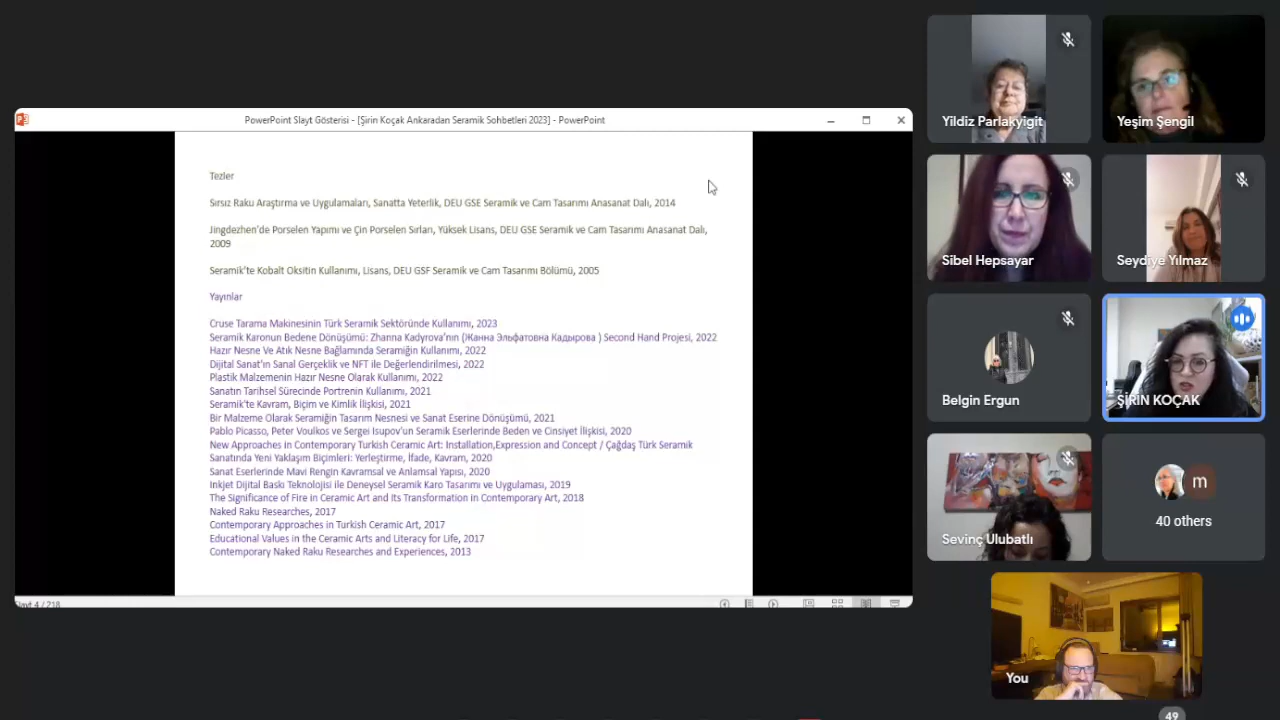 PowerPoint Slayt Gösterisi - [Şirin Koçak Ankaradan Seramik Sohbetleri 2023] - PowerPoint
Tezler
Sırsız Raku Araştırma ve Uygulamaları, Sanatta Yeterlik, DEU GSE Seramik ve Cam Tasarımı Anasanat Dalı, 2014
Jingdezhen'de Porselen Yapımı ve Çin Porselen Sırları, Yüksek Lisans, DEU GSE Seramik ve Cam Tasarımı Anasanat Dalı,
2009
Seramik'te Kobalt Oksitin Kullanımı, Lisans, DEU GSF Seramik ve Cam Tasarımı Bölümü, 2005
Yayınlar
Cruse Tarama Makinesinin Türk Seramik Sektöründe Kullanımı, 2023
Seramik Karonun Bedene Dönüşümü: Zhanna Kadyrova'nın (Жанна Эльфатовна Кадырова ) Second Hand Projesi, 2022
Hazır Nesne Ve Atık Nesne Bağlamında Seramiğin Kullanımı, 2022
Dijital Sanat'ın Sanal Gerçeklik ve NFT ile Değerlendirilmesi, 2022
Plastik Malzemenin Hazır Nesne Olarak Kullanımı, 2022
Sanatın Tarihsel Sürecinde Portrenin Kullanımı, 2021
Seramik'te Kavram, Biçim ve Kimlik İlişkisi, 2021
Bir Malzeme Olarak Seramiğin Tasarım Nesnesi ve Sanat Eserine Dönüşümü, 2021
Pablo Picasso, Peter Voulkos ve Sergei Isupov'un Seramik Eserlerinde Beden ve Cinsiyet İlişkisi, 2020
New Approaches in Contemporary Turkish Ceramic Art: Installation,Expression and Concept / Çağdaş Türk Seramik
Sanatında Yeni Yaklaşım Biçimleri: Yerleştirme, İfade, Kavram, 2020
Sanat Eserlerinde Mavi Rengin Kavramsal ve Anlamsal Yapısı, 2020
Inkjet Dijital Baskı Teknolojisi ile Deneysel Seramik Karo Tasarımı ve Uygulaması, 2019
The Significance of Fire in Ceramic Art and Its Transformation in Contemporary Art, 2018
Naked Raku Researches, 2017
Contemporary Approaches in Turkish Ceramic Art, 2017
Educational Values in the Ceramic Arts and Literacy for Life, 2017
Contemporary Naked Raku Researches and Experiences, 2013
Slayt 4 / 218
Yildiz Parlakyigit
Yeşim Şengil
Sibel Hepsayar
Seydiye Yılmaz
Belgin Ergun
ŞİRİN KOÇAK
Sevinç Ulubatlı
m
40 others
You
49